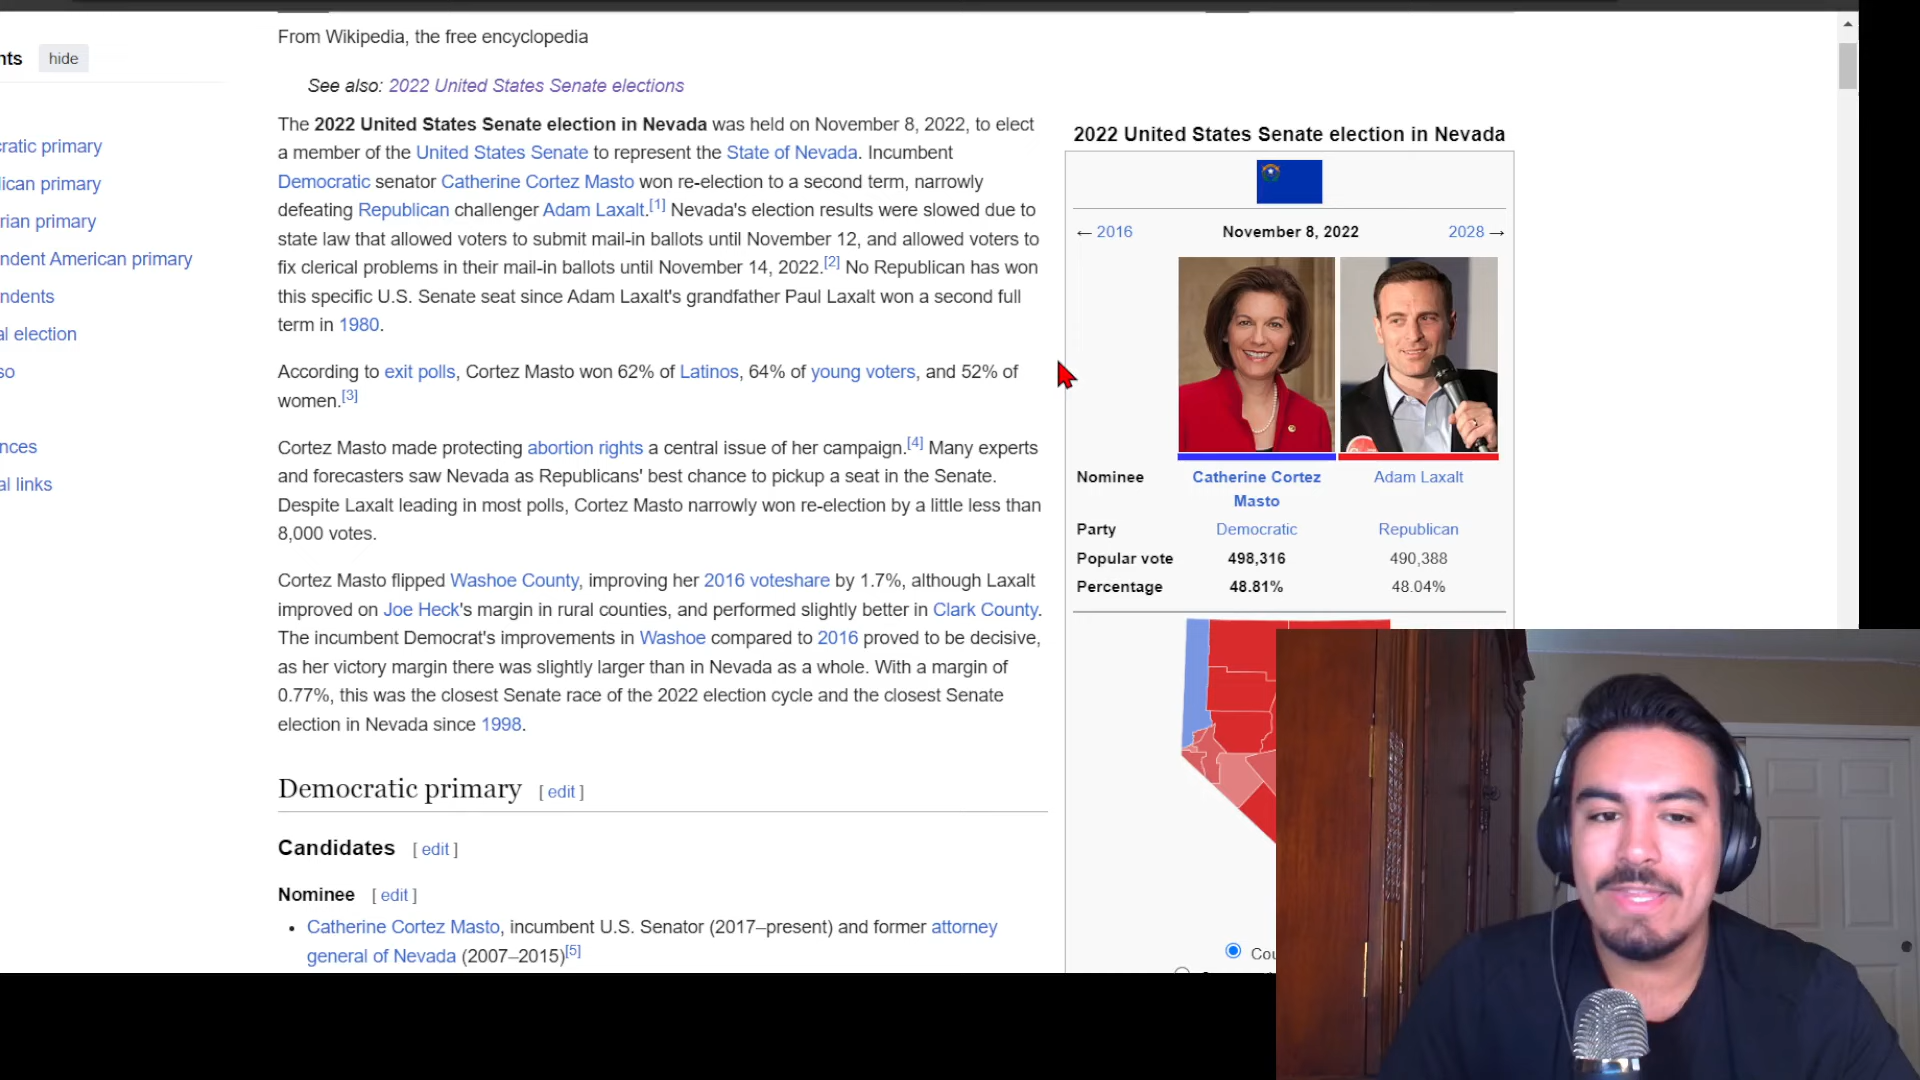 From Wikipedia, the free encyclopedia
nts hide
See also: 2022 United States Senate elections
cratic primary
lican primary
rian primary
ndent American primary
ndents
al election
so
nces
al links
The 2022 United States Senate election in Nevada was held on November 8, 2022, to elect
a member of the United States Senate to represent the State of Nevada. Incumbent
Democratic senator Catherine Cortez Masto won re-election to a second term, narrowly
defeating Republican challenger Adam Laxalt.[1] Nevada's election results were slowed due to
state law that allowed voters to submit mail-in ballots until November 12, and allowed voters to
fix clerical problems in their mail-in ballots until November 14, 2022.[2] No Republican has won
this specific U.S. Senate seat since Adam Laxalt's grandfather Paul Laxalt won a second full
term in 1980.
According to exit polls, Cortez Masto won 62% of Latinos, 64% of young voters, and 52% of
women.[3]
Cortez Masto made protecting abortion rights a central issue of her campaign.[4] Many experts
and forecasters saw Nevada as Republicans' best chance to pickup a seat in the Senate.
Despite Laxalt leading in most polls, Cortez Masto narrowly won re-election by a little less than
8,000 votes.
Cortez Masto flipped Washoe County, improving her 2016 voteshare by 1.7%, although Laxalt
improved on Joe Heck's margin in rural counties, and performed slightly better in Clark County.
The incumbent Democrat's improvements in Washoe compared to 2016 proved to be decisive,
as her victory margin there was slightly larger than in Nevada as a whole. With a margin of
0.77%, this was the closest Senate race of the 2022 election cycle and the closest Senate
election in Nevada since 1998.
Democratic primary [ edit ]
Candidates [ edit ]
Nominee [ edit ]
• Catherine Cortez Masto, incumbent U.S. Senator (2017–present) and former attorney
general of Nevada (2007–2015)[5]
2022 United States Senate election in Nevada
← 2016 November 8, 2022 2028 →
Nominee Catherine Cortez Masto Adam Laxalt
Party Democratic Republican
Popular vote 498,316 490,388
Percentage 48.81% 48.04%
Cou